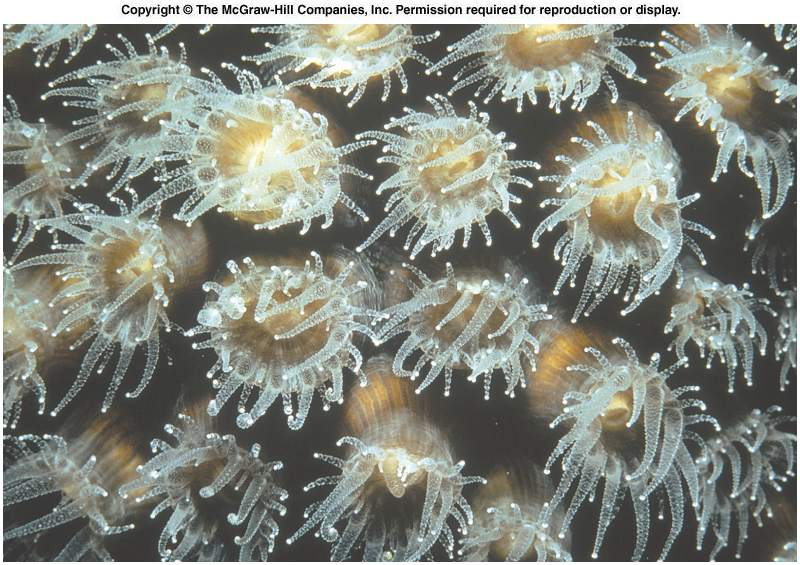 Copyright © The McGraw-Hill Companies, Inc. Permission required for reproduction or display.